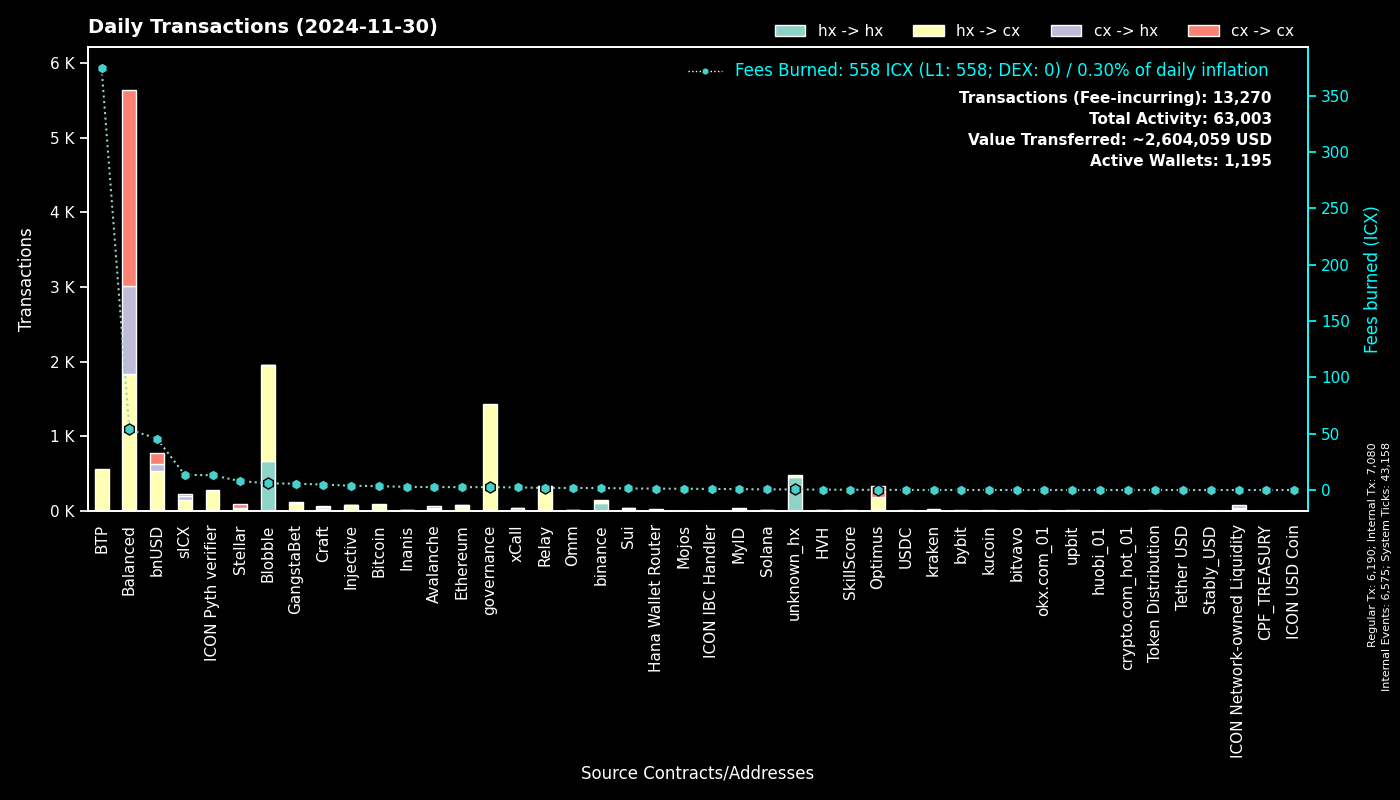 Daily Transactions (2024-11-30)
hx -> hx
hx -> cx
cx -> hx
cx -> cx
Fees Burned: 558 ICX (L1: 558; DEX: 0) / 0.30% of daily inflation
Transactions (Fee-incurring): 13,270
Total Activity: 63,003
Value Transferred: ~2,604,059 USD
Active Wallets: 1,195
6 K
5 K
4 K
3 K
2 K
1 K
0 K
Transactions
350
300
250
200
150
100
50
0
Fees burned (ICX)
BTP
Balanced
bnUSD
sICX
ICON Pyth verifier
Stellar
Blobble
GangstaBet
Craft
Injective
Bitcoin
Inanis
Avalanche
Ethereum
governance
xCall
Relay
Omm
binance
Sui
Hana Wallet Router
Mojos
ICON IBC Handler
MyID
Solana
unknown_hx
HVH
SkillScore
Optimus
USDC
kraken
bybit
kucoin
bitvavo
okx.com_01
upbit
huobi_01
crypto.com_hot_01
Token Distribution
Tether USD
Stably_USD
ICON Network-owned Liquidity
CPF_TREASURY
ICON USD Coin
Source Contracts/Addresses
Regular Tx: 6,190; Internal Tx: 7,080
Internal Events: 6,575; System Ticks: 43,158